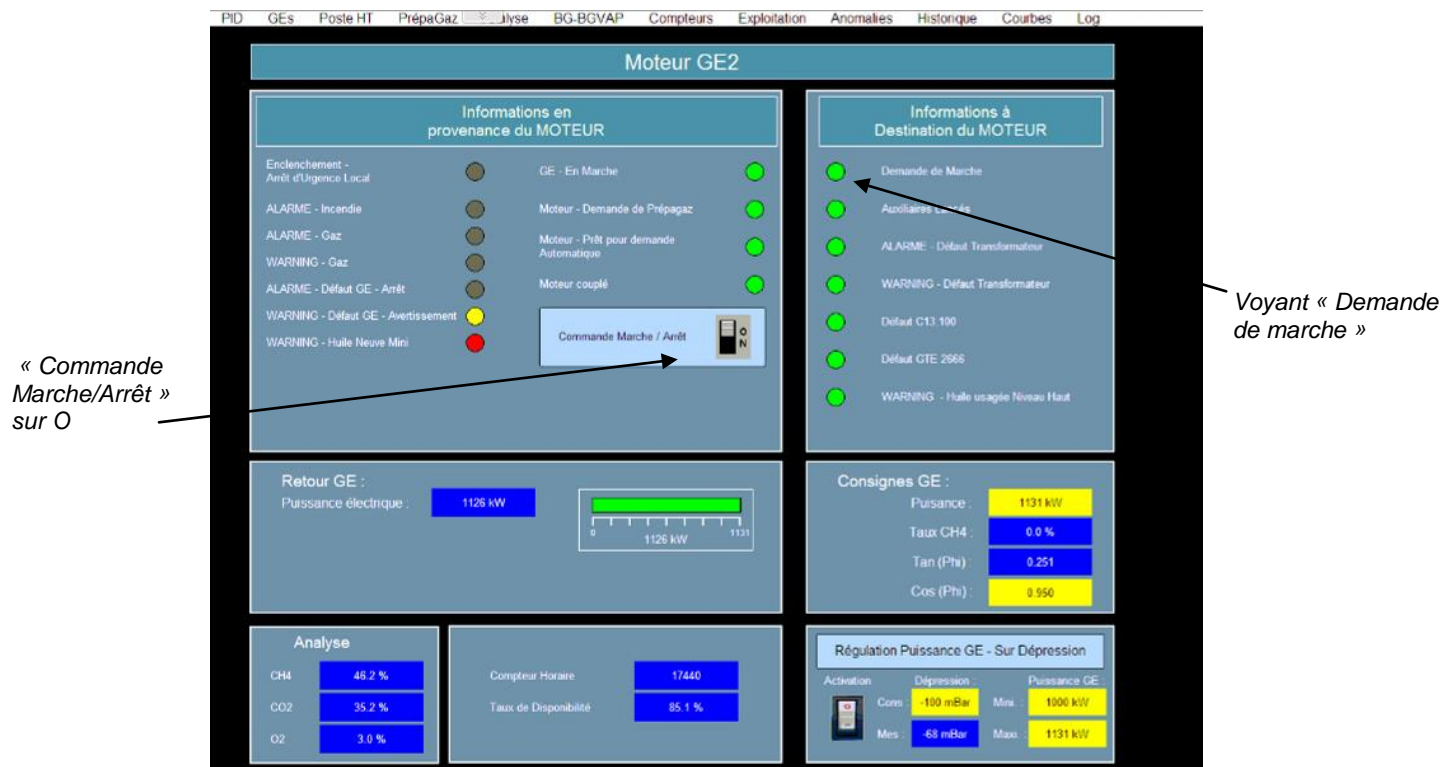 PID GEs Poste HT PrépaGaz lyse BG-BGVAP Compteurs Exploitation Anomalies Historique Courbes Log
Moteur GE2
Informations en
provenance du MOTEUR
Enclenchement -
Arrêt d'Urgence Local
ALARME - Incendie
ALARME - Gaz
WARNING - Gaz
ALARME - Défaut GE - Arrêt
WARNING - Défaut GE - Avertissement
WARNING - Huile Neuve Mini
GE - En Marche
Moteur - Demande de Prépagaz
Moteur - Prêt pour demande
Automatique
Moteur couplé
Commande Marche / Arrêt
O
N
Informations à
Destination du MOTEUR
Demande de Marche
Auxiliaires Lancés
ALARME - Défaut Transformateur
WARNING - Défaut Transformateur
Défaut C13.100
Défaut GTE 2666
WARNING - Huile usagée Niveau Haut
Voyant « Demande
de marche »
« Commande
Marche/Arrêt »
sur O
Retour GE :
Puissance électrique : 1126 kW
0 1131
1126 kW
Consignes GE :
Puisance : 1131 kW
Taux CH4 : 0.0 %
Tan (Phi) : 0.251
Cos (Phi) : 0.950
Analyse
CH4 46.2 %
CO2 35.2 %
O2 3.0 %
Compteur Horaire 17440
Taux de Disponibilité 85.1 %
Régulation Puissance GE - Sur Dépression
Activation Dépression : Puissance GE :
Cons : -100 mBar Mini. : 1000 kW
Mes : -68 mBar Maxi. : 1131 kW